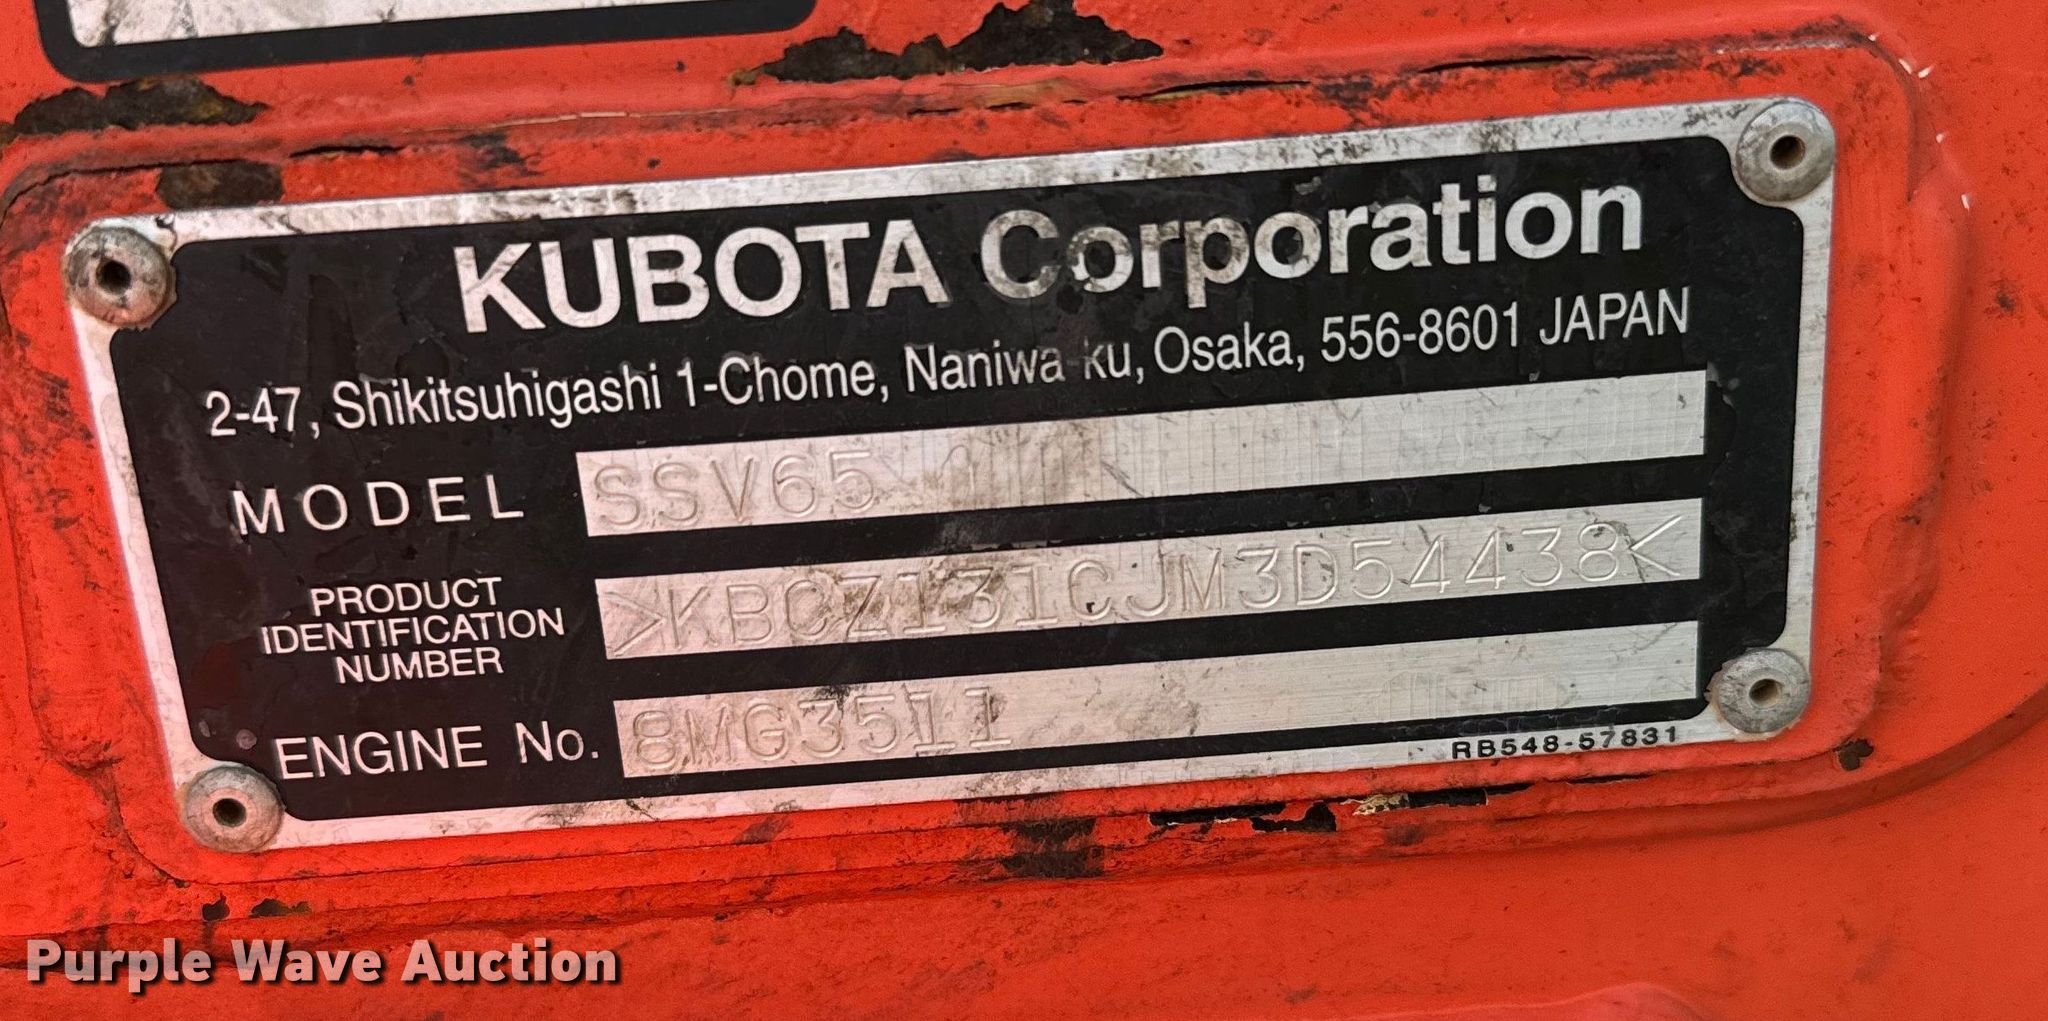 KUBOTA Corporation
2-47, Shikitsuhigashi 1-Chome, Naniwa-ku, Osaka, 556-8601 JAPAN
MODEL SSV65
PRODUCT IDENTIFICATION NUMBER >KBCZ131CJM3D54438<
ENGINE No. 8MG3511
RB548-57831
Purple Wave Auction